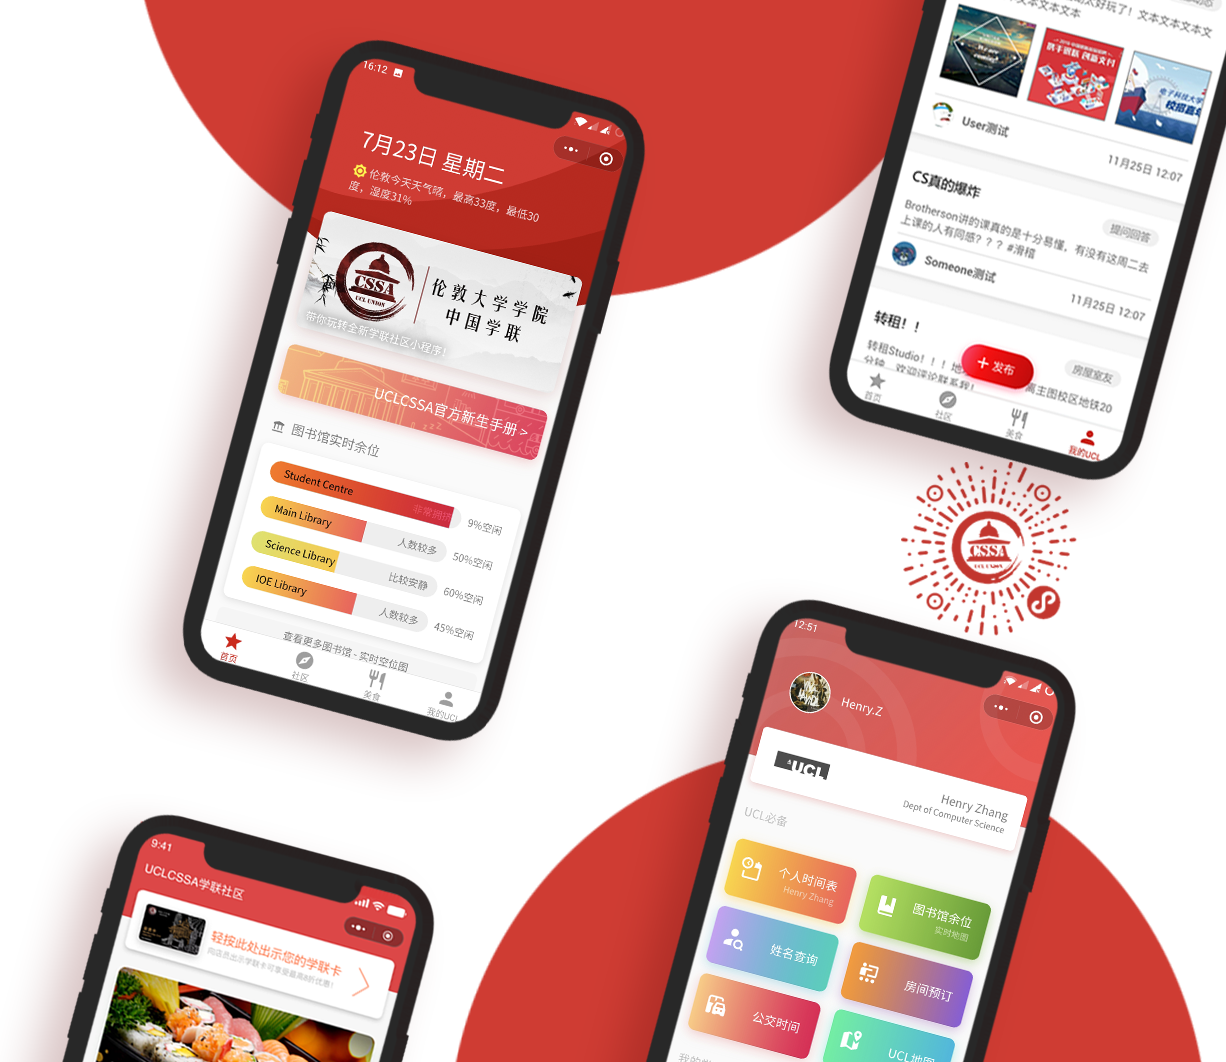 16:12
7月23日 星期二
伦敦今天天气晴，最高33度，最低30
度，湿度31%
CSSA
UCL UNION
伦敦大学学院
中国学联
带你玩转全新学联社区小程序！
UCLCSSA官方新生手册 >
图书馆实时余位
Student Centre
非常拥挤
9%空闲
Main Library
人数较多
50%空闲
Science Library
比较安静
60%空闲
IOE Library
人数较多
45%空闲
查看更多图书馆 - 实时空位图
首页
社区
美食
我的UCL
太好玩了！文本文本文本文
文本文本文本
携手银联 创新支付
电子科技大学
User测试
11月25日 12:07
CS真的爆炸
提问回答
Brotherson讲的课真的是十分易懂，有没有这周二去
上课的人有同感？？？#滑稽
Someone测试
11月25日 12:07
转租！！
房屋室友
转租Studio！！！地
离主图校区地铁20
分钟，欢迎评论联系我！
+ 发布
首页
社区
美食
我的UCL
CSSA
UCL UNION
9:41
UCLCSSA学联社区
轻按此处出示您的学联卡
向店员出示学联卡可享受最高8折优惠！
12:51
Henry.Z
UCL
Henry Zhang
Dept of Computer Science
UCL必备
个人时间表
Henry Zhang
图书馆余位
实时地图
姓名查询
房间预订
公交时间
UCL地图